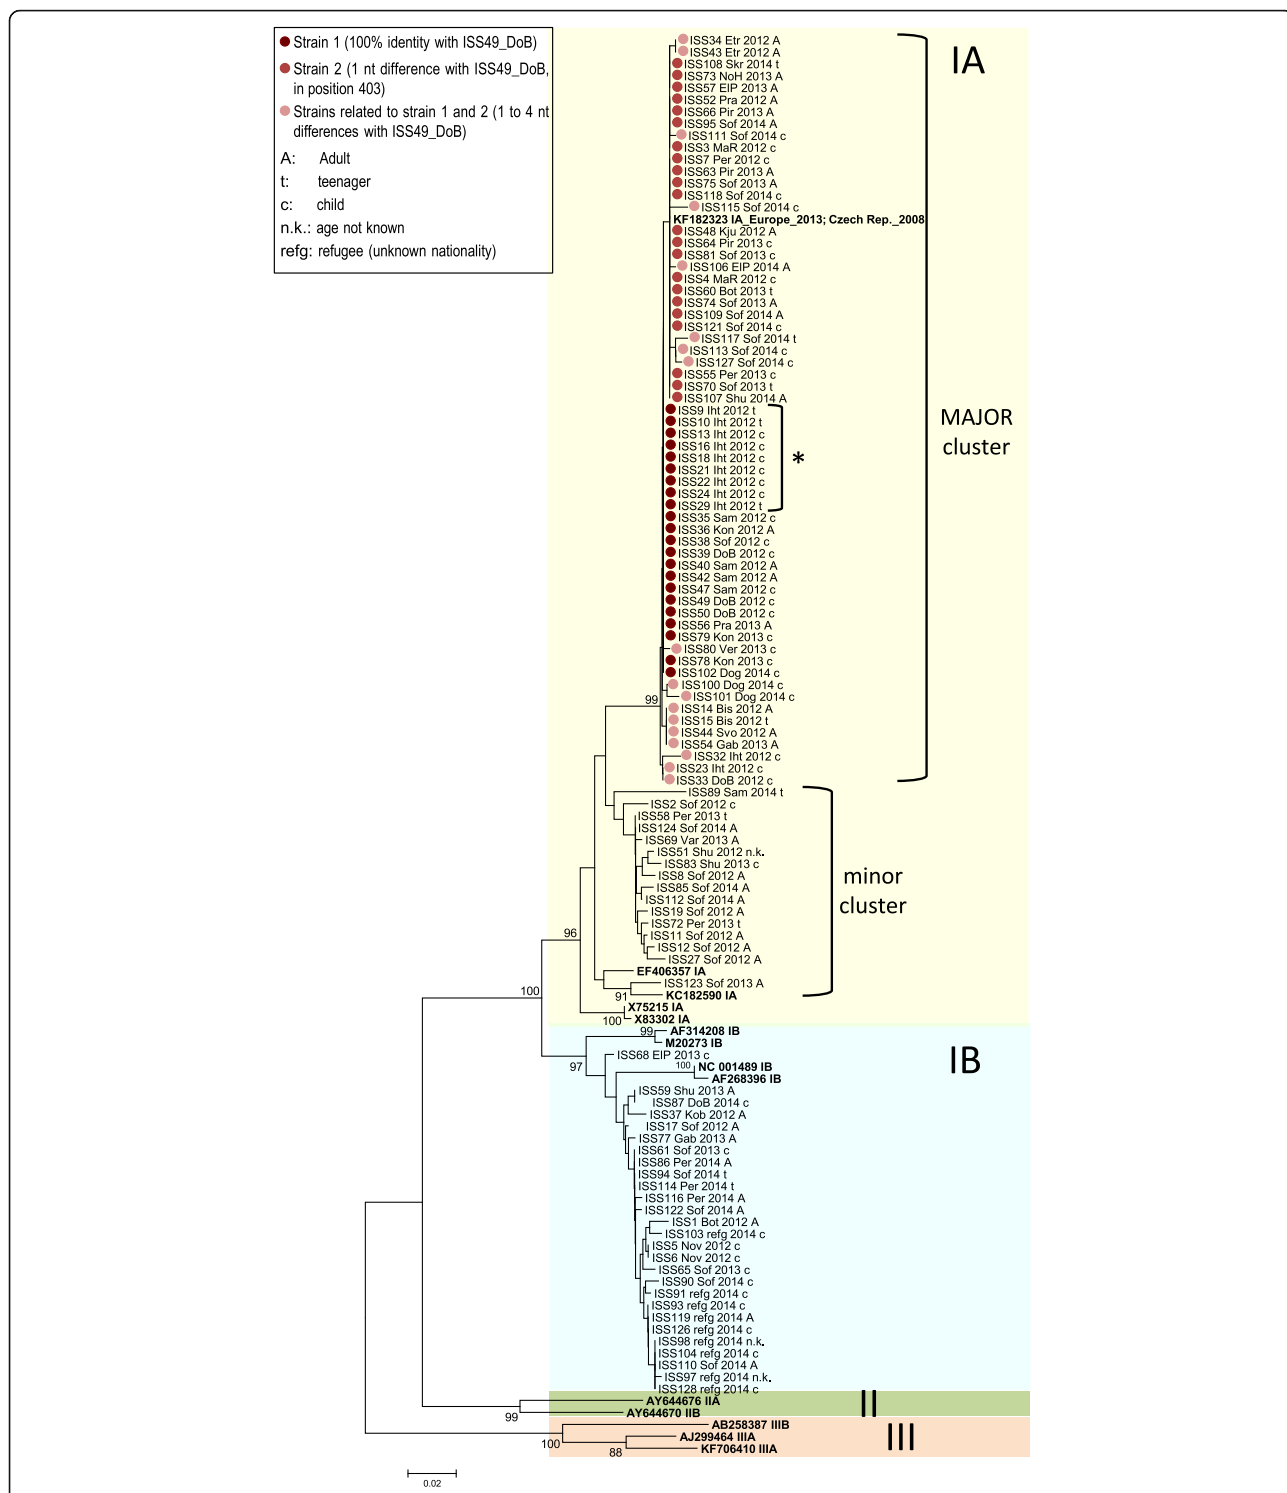 Strain 1 (100% identity with ISS49_DoB)
Strain 2 (1 nt difference with ISS49_DoB,
in position 403)
Strains related to strain 1 and 2 (1 to 4 nt
differences with ISS49_DoB)
A: Adult
t: teenager
c: child
n.k.: age not known
refg: refugee (unknown nationality)
IA
ISS34 Etr 2012 A
ISS43 Etr 2012 A
ISS108 Skr 2014 t
ISS73 NoH 2013 A
ISS57 ElP 2013 A
ISS52 Pra 2012 A
ISS66 Pir 2013 A
ISS95 Sof 2014 A
ISS111 Sof 2014 c
ISS3 MaR 2012 c
ISS7 Per 2012 c
ISS63 Pir 2013 A
ISS75 Sof 2013 A
ISS118 Sof 2014 c
ISS115 Sof 2014 c
KF182323 IA_Europe_2013; Czech Rep._2008
ISS48 Kju 2012 A
ISS64 Pir 2013 c
ISS81 Sof 2013 c
ISS106 ElP 2014 A
ISS4 MaR 2012 c
ISS60 Bot 2013 t
ISS74 Sof 2013 A
ISS109 Sof 2014 A
ISS121 Sof 2014 c
ISS117 Sof 2014 t
ISS113 Sof 2014 c
ISS127 Sof 2014 c
ISS55 Per 2013 c
ISS70 Sof 2013 t
ISS107 Shu 2014 A
ISS9 Iht 2012 t
ISS10 Iht 2012 t
ISS13 Iht 2012 c
ISS16 Iht 2012 c
ISS18 Iht 2012 c
ISS21 Iht 2012 c
ISS22 Iht 2012 c
ISS24 Iht 2012 c
ISS29 Iht 2012 t
*
MAJOR
cluster
ISS35 Sam 2012 c
ISS36 Kon 2012 A
ISS38 Sof 2012 c
ISS39 DoB 2012 c
ISS40 Sam 2012 A
ISS42 Sam 2012 A
ISS47 Sam 2012 c
ISS49 DoB 2012 c
ISS50 DoB 2012 c
ISS56 Pra 2013 A
ISS79 Kon 2013 c
ISS80 Ver 2013 c
ISS78 Kon 2013 c
ISS102 Dog 2014 c
ISS100 Dog 2014 c
ISS101 Dog 2014 c
99
ISS14 Bis 2012 A
ISS15 Bis 2012 t
ISS44 Svo 2012 A
ISS54 Gab 2013 A
ISS32 Iht 2012 c
ISS23 Iht 2012 c
ISS33 DoB 2012 c
ISS89 Sam 2014 t
ISS2 Sof 2012 c
ISS58 Per 2013 t
ISS124 Sof 2014 A
ISS69 Var 2013 A
ISS51 Shu 2012 n.k.
ISS83 Shu 2013 c
ISS8 Sof 2012 A
ISS85 Sof 2014 A
ISS112 Sof 2014 A
ISS19 Sof 2012 A
ISS72 Per 2013 t
ISS11 Sof 2012 A
ISS12 Sof 2012 A
ISS27 Sof 2012 A
minor
cluster
96
EF406357 IA
ISS123 Sof 2013 A
91
KC182590 IA
100
X75215 IA
100
X83302 IA
99
AF314208 IB
M20273 IB
IB
ISS68 ElP 2013 c
97
100
NC 001489 IB
AF268396 IB
ISS59 Shu 2013 A
ISS87 DoB 2014 c
ISS37 Kob 2012 A
ISS17 Sof 2012 A
ISS77 Gab 2013 A
ISS61 Sof 2013 c
ISS86 Per 2014 A
ISS94 Sof 2014 t
ISS114 Per 2014 t
ISS116 Per 2014 A
ISS122 Sof 2014 A
ISS1 Bot 2012 A
ISS103 refg 2014 c
ISS5 Nov 2012 c
ISS6 Nov 2012 c
ISS65 Sof 2013 c
ISS90 Sof 2014 c
ISS91 refg 2014 c
ISS93 refg 2014 c
ISS119 refg 2014 A
ISS126 refg 2014 c
ISS98 refg 2014 n.k.
ISS104 refg 2014 c
ISS110 Sof 2014 A
ISS97 refg 2014 n.k.
ISS128 refg 2014 c
AY644676 IIA
99
AY644670 IIB
II
AB258387 IIIB
100
AJ299464 IIIA
88
KF706410 IIIA
III
0.02